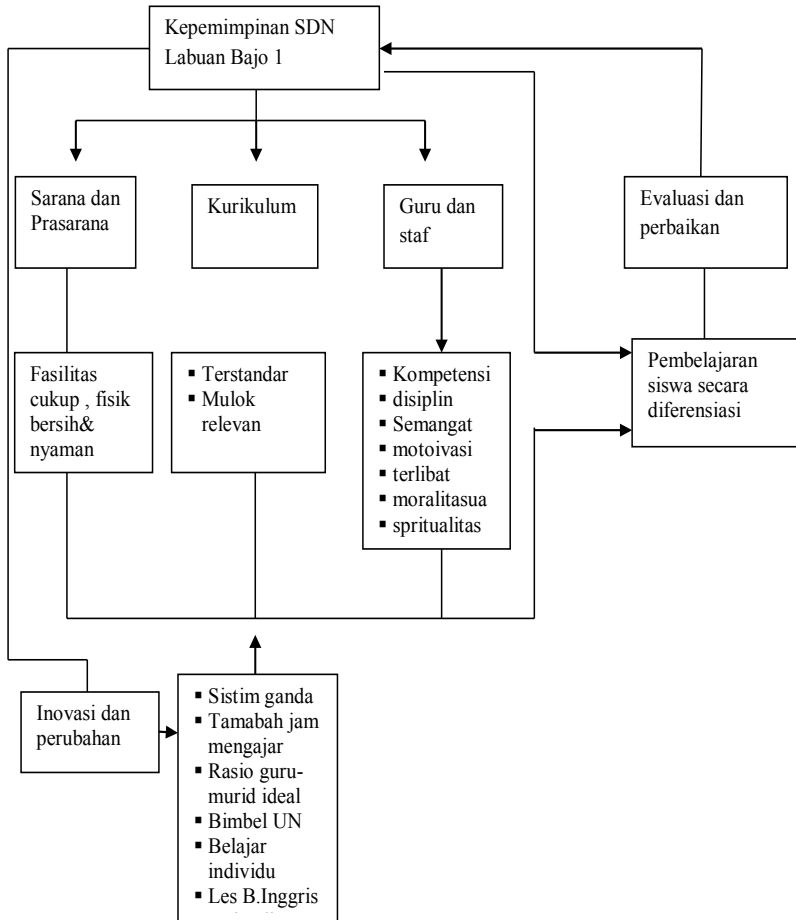 Kepemimpinan SDN
Labuan Bajo 1
Sarana dan
Prasarana
Kurikulum
Guru dan
staf
Evaluasi dan
perbaikan
Fasilitas
cukup , fisik
bersih&
nyaman
▪ Terstandar
▪ Mulok
relevan
▪ Kompetensi
▪ disiplin
▪ Semangat
▪ motoivasi
▪ terlibat
▪ moralitasua
▪ spritualitas
Pembelajaran
siswa secara
diferensiasi
Inovasi dan
perubahan
▪ Sistim ganda
▪ Tamabah jam
mengajar
▪ Rasio guru-
murid ideal
▪ Bimbel UN
▪ Belajar
individu
▪ Les B.Inggris